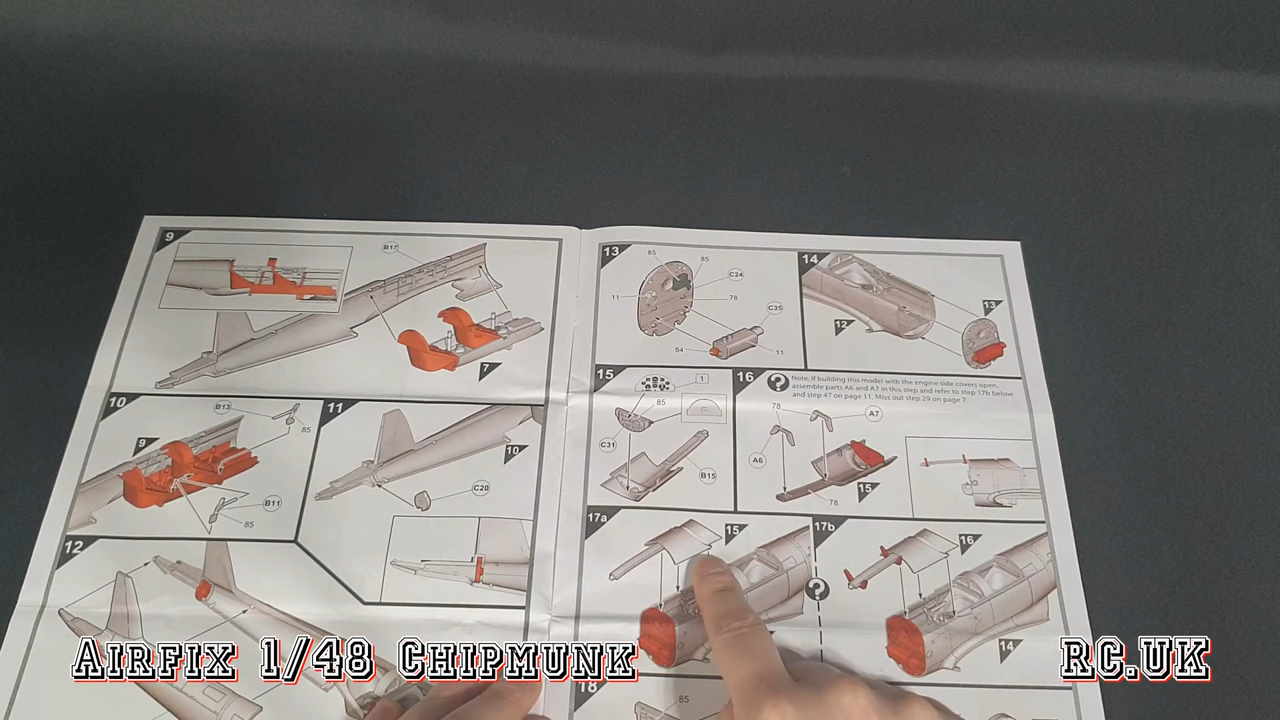 9
B17
7
10
B13
9
85
B11
85
11
10
C20
12
13
85
85
C24
11
78
C35
54
11
14
12
13
15
1
85
F
C31
B15
16
? Note: If building this model with the engine side covers open,
assemble parts A6 and A7 in this step and refer to step 17b below
and step 47 on page 11. Miss out step 29 on page 7.
78
A7
A6
15
78
17a
15
?
17b
16
14
18
85
Airfix 1/48 Chipmunk
RC.UK